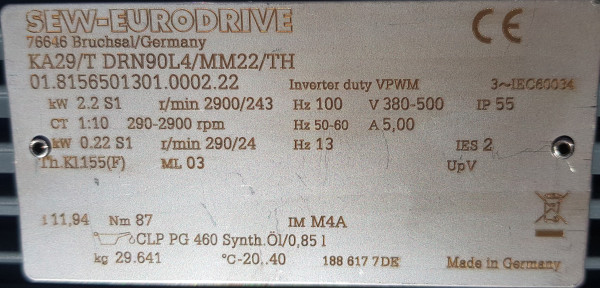 SEW-EURODRIVE CE
76646 Bruchsal/Germany
KA29/T DRN90L4/MM22/TH
01.8156501301.0002.22 Inverter duty VPWM 3~IEC60034
kW 2.2 S1 r/min 2900/243 Hz 100 V 380-500 IP 55
CT 1:10 290-2900 rpm Hz 50-60 A 5,00
kW 0.22 S1 r/min 290/24 Hz 13 IES 2
Th.Kl.155(F) ML 03 UpV
i 11,94 Nm 87 IM M4A
CLP PG 460 Synth.Öl/0,85 l
kg 29.641 °C-20..40 188 617 7DE Made in Germany